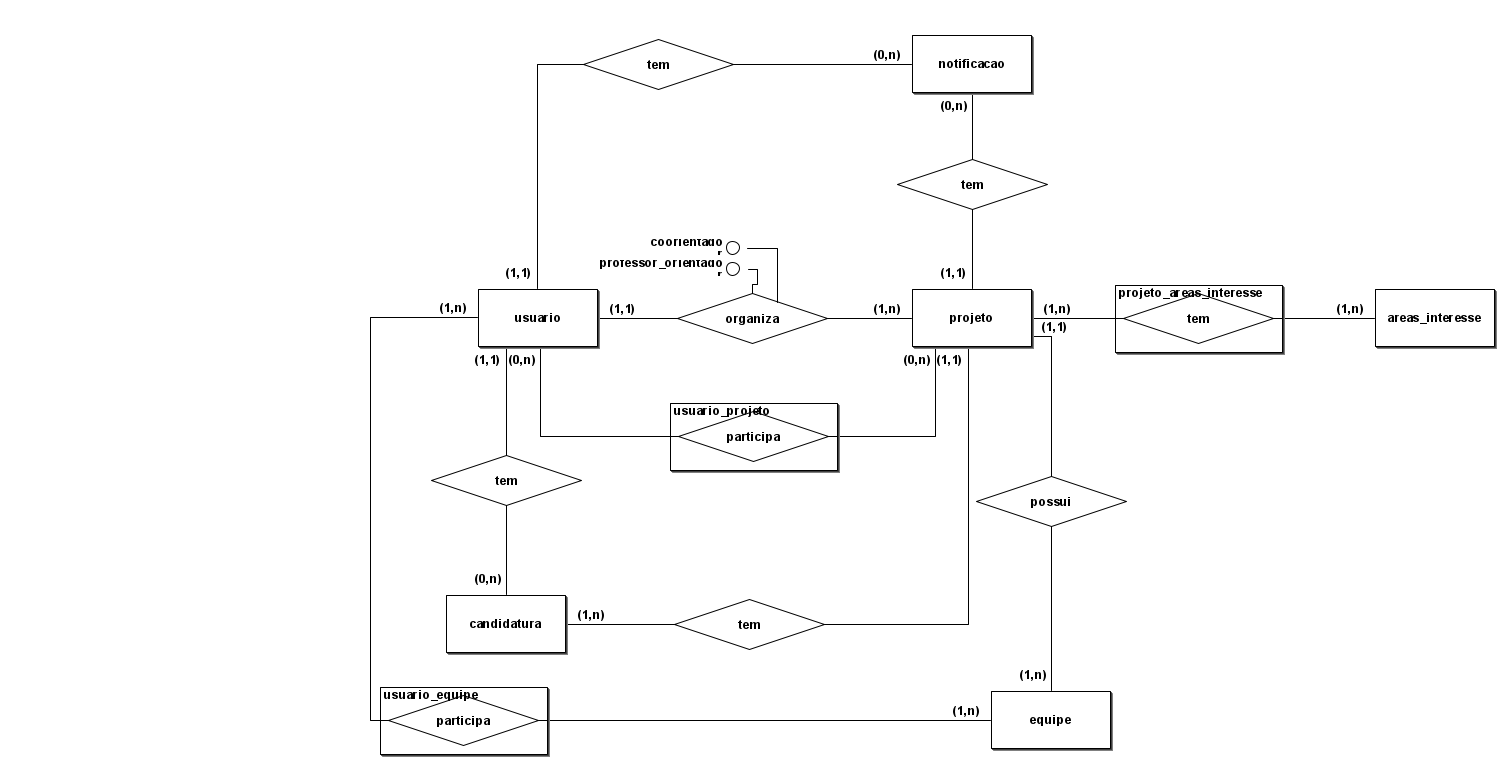 tem
(0,n)
notificacao
(0,n)
tem
coorientado
r
professor_orientado
r
(1,1)
(1,1)
(1,n)
usuario
(1,1)
organiza
(1,n)
projeto
(1,n)
projeto_areas_interesse
tem
(1,n)
areas_interesse
(1,1)
(1,1)
(0,n)
(0,n)
(1,1)
usuario_projeto
participa
tem
possui
(0,n)
candidatura
(1,n)
tem
(1,n)
usuario_equipe
participa
(1,n)
equipe